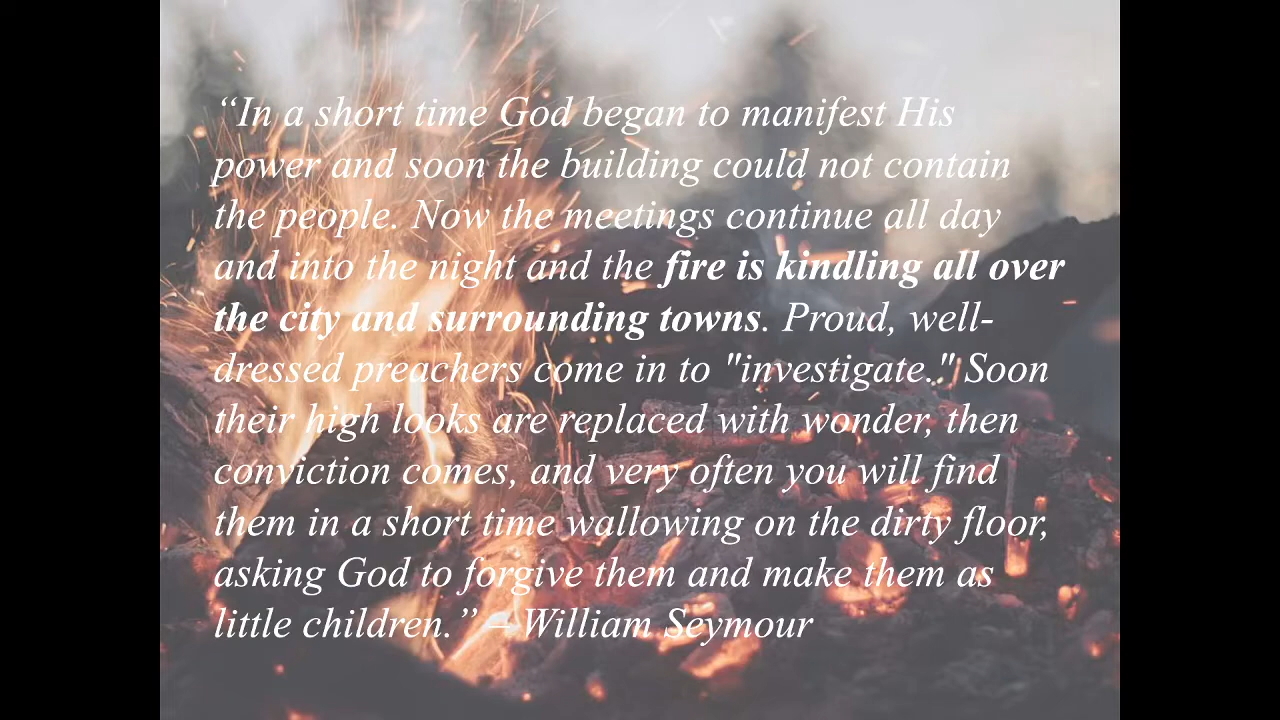 “In a short time God began to manifest His
power and soon the building could not contain
the people. Now the meetings continue all day
and into the night and the fire is kindling all over
the city and surrounding towns. Proud, well-
dressed preachers come in to "investigate." Soon
their high looks are replaced with wonder, then
conviction comes, and very often you will find
them in a short time wallowing on the dirty floor,
asking God to forgive them and make them as
little children.” – William Seymour